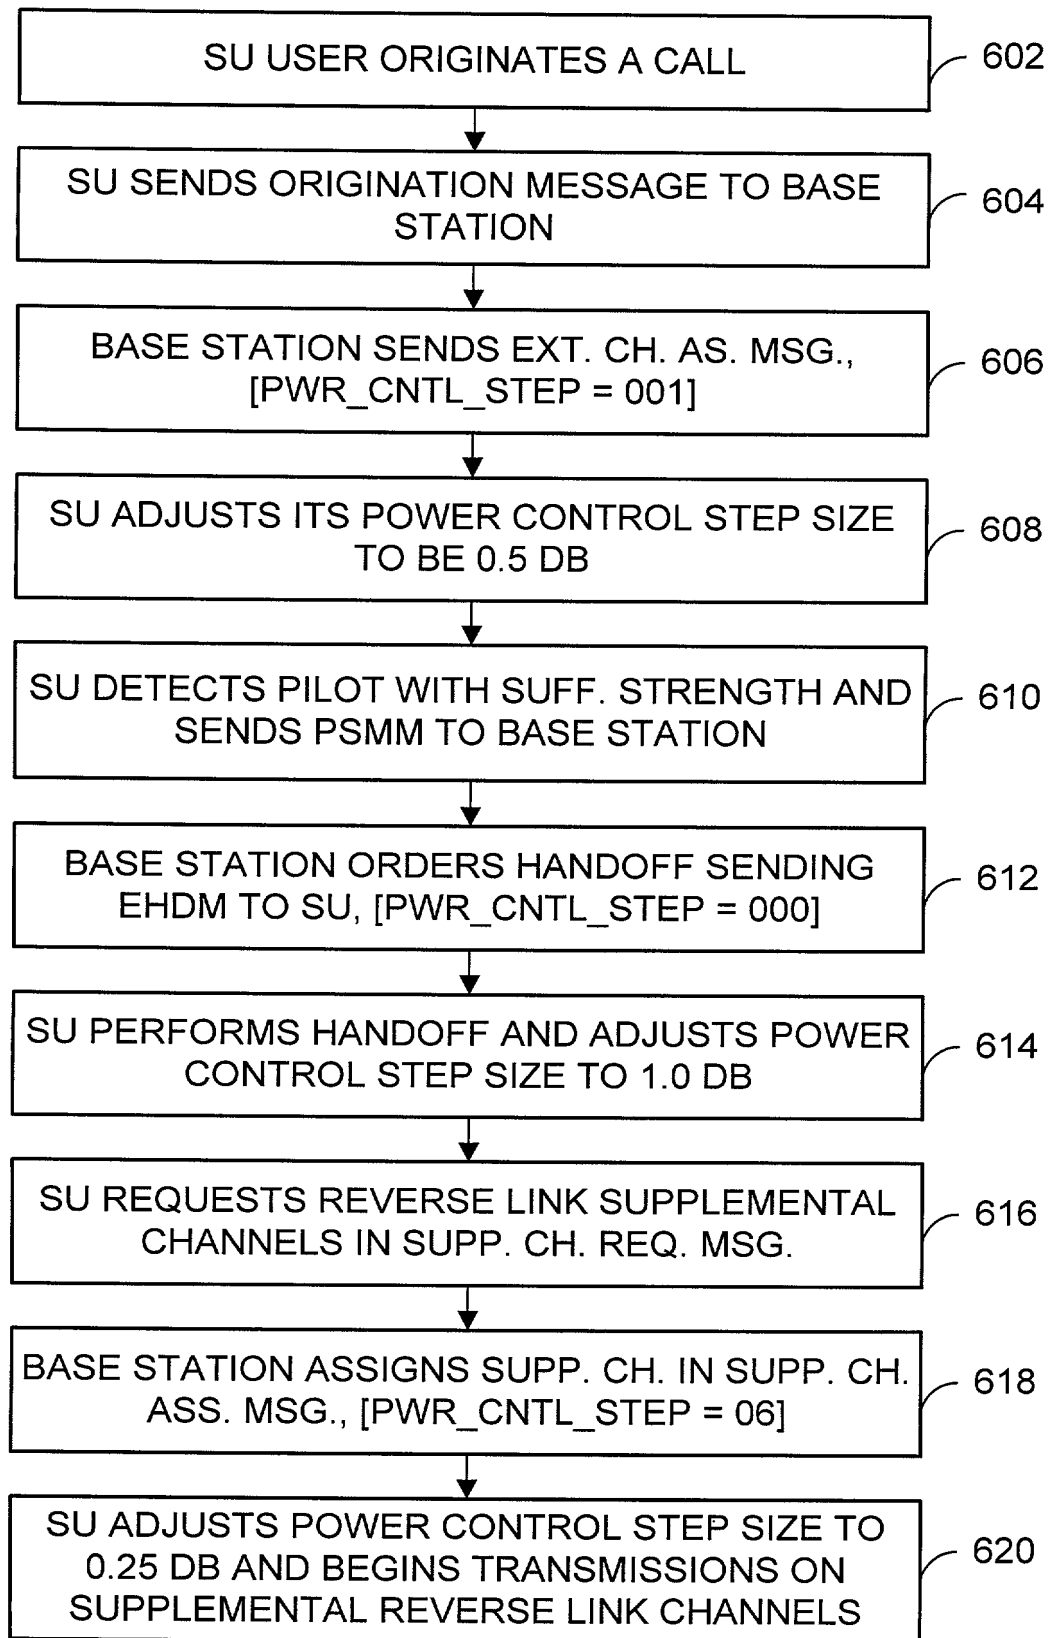 SU USER ORIGINATES A CALL
602
SU SENDS ORIGINATION MESSAGE TO BASE
STATION
604
BASE STATION SENDS EXT. CH. AS. MSG.,
[PWR_CNTL_STEP = 001]
606
SU ADJUSTS ITS POWER CONTROL STEP SIZE
TO BE 0.5 DB
608
SU DETECTS PILOT WITH SUFF. STRENGTH AND
SENDS PSMM TO BASE STATION
610
BASE STATION ORDERS HANDOFF SENDING
EHDM TO SU, [PWR_CNTL_STEP = 000]
612
SU PERFORMS HANDOFF AND ADJUSTS POWER
CONTROL STEP SIZE TO 1.0 DB
614
SU REQUESTS REVERSE LINK SUPPLEMENTAL
CHANNELS IN SUPP. CH. REQ. MSG.
616
BASE STATION ASSIGNS SUPP. CH. IN SUPP. CH.
ASS. MSG., [PWR_CNTL_STEP = 06]
618
SU ADJUSTS POWER CONTROL STEP SIZE TO
0.25 DB AND BEGINS TRANSMISSIONS ON
SUPPLEMENTAL REVERSE LINK CHANNELS
620